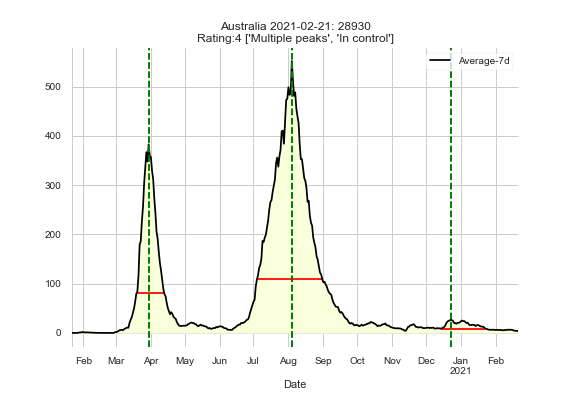 Australia 2021-02-21: 28930
Rating:4 ['Multiple peaks', 'In control']
Average-7d
500
400
300
200
100
0
Feb Mar Apr May Jun Jul Aug Sep Oct Nov Dec Jan Feb
2021
Date